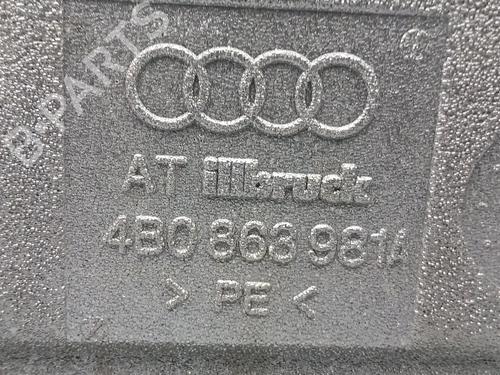 B-PARTS
AT illbruck
4B0 863 981A
> PE <